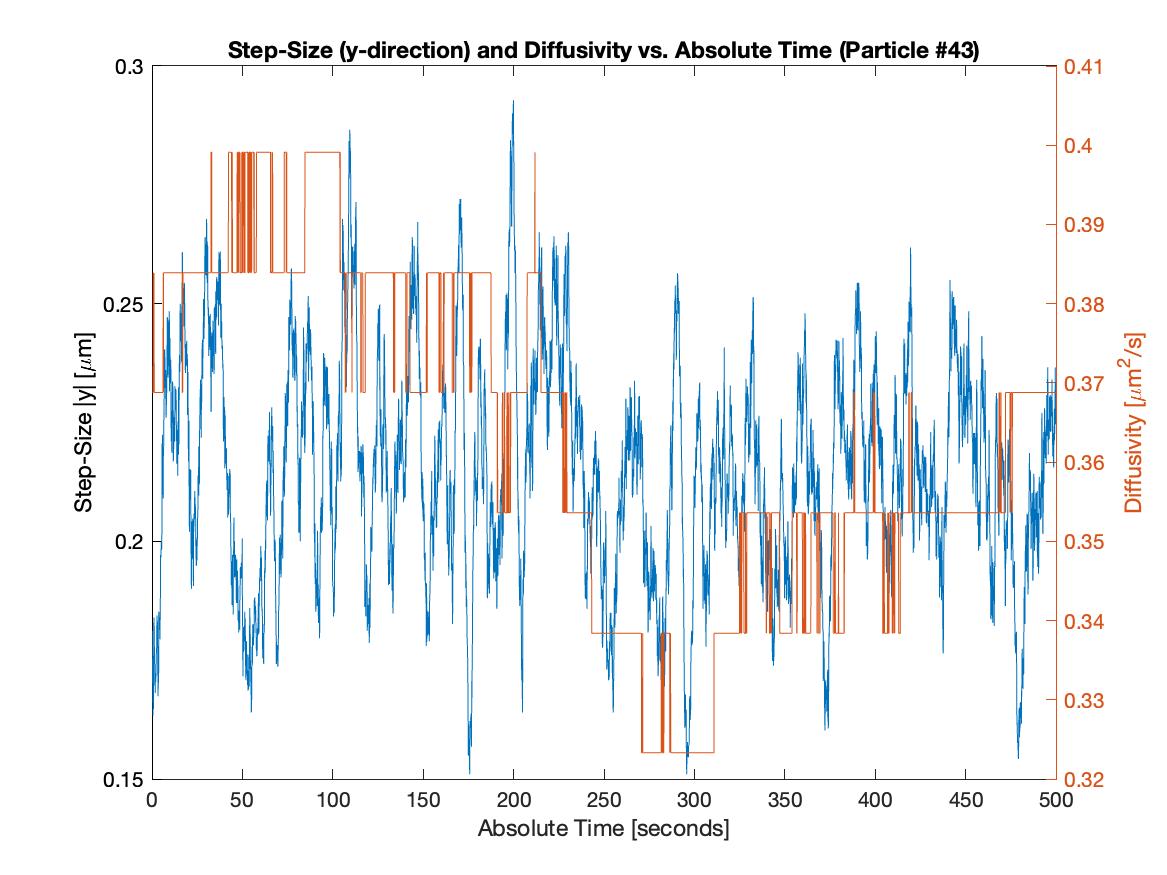 Step-Size (y-direction) and Diffusivity vs. Absolute Time (Particle #43)
0.3
0.25
0.2
0.15
Step-Size |y| [μm]
0.41
0.4
0.39
0.38
0.37
0.36
0.35
0.34
0.33
0.32
Diffusivity [μm²/s]
0 50 100 150 200 250 300 350 400 450 500
Absolute Time [seconds]